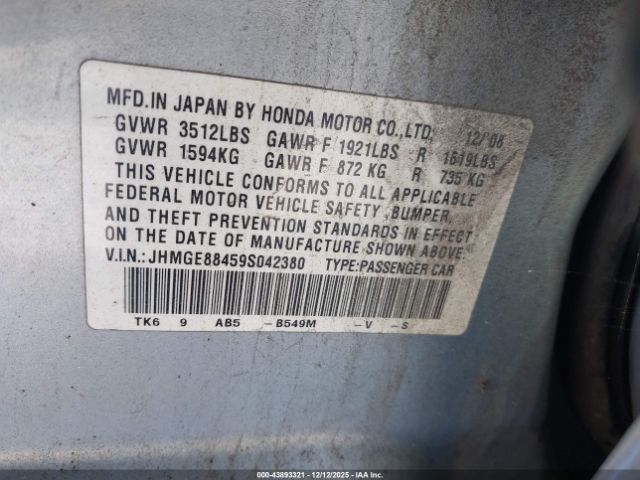 MFD.IN JAPAN BY HONDA MOTOR CO.,LTD. 12/'08
GVWR 3512LBS GAWR F 1921LBS R 1619LBS
GVWR 1594KG GAWR F 872 KG R 735 KG
THIS VEHICLE CONFORMS TO ALL APPLICABLE
FEDERAL MOTOR VEHICLE SAFETY ,BUMPER,
AND THEFT PREVENTION STANDARDS IN EFFECT
ON THE DATE OF MANUFACTURE SHOWN ABOVE.
V.I.N.:JHMGE88459S042380 TYPE:PASSENGER CAR
TK6 9 AB5 -B549M -V -S
000-43893321 - 12/12/2025 - IAA Inc.